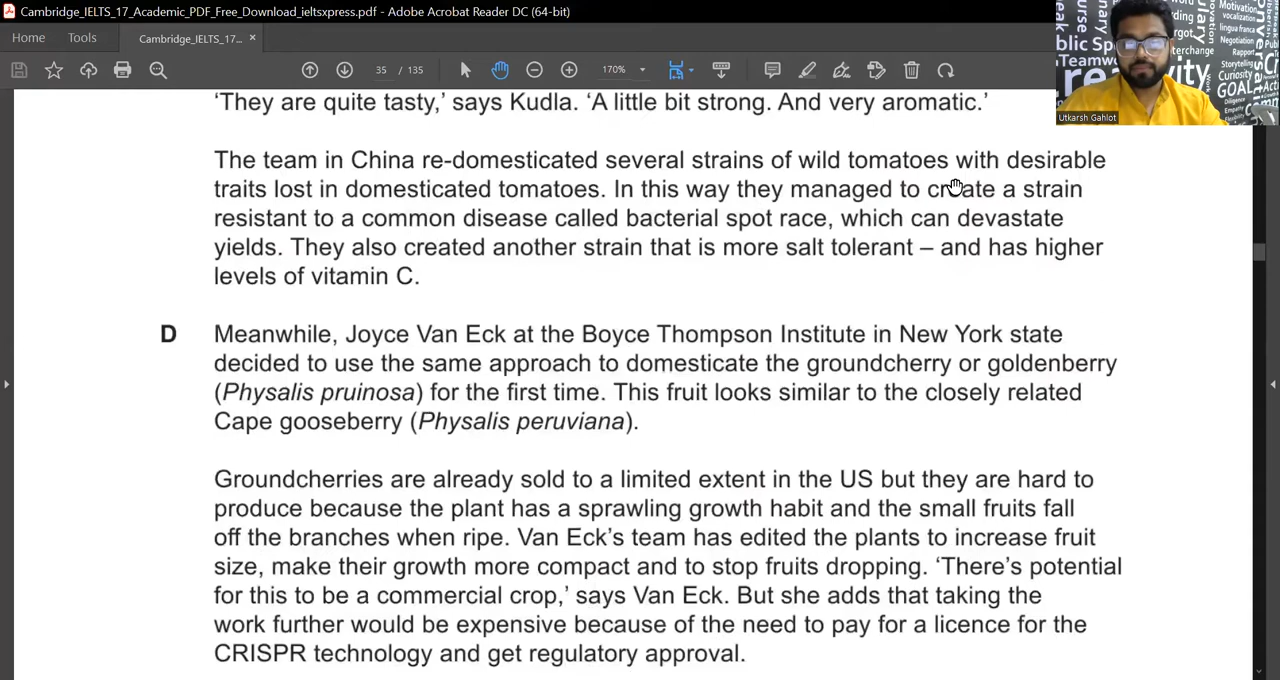 Cambridge_IELTS_17_Academic_PDF_Free_Download_ieltsxpress.pdf - Adobe Acrobat Reader DC (64-bit)
Home Tools Cambridge_IELTS_17... ×
35 / 135 170%
Motivation
vocalization
lingua franca
Negotiation
Rapport
Storytelling
Curiosity
GOAL
Utkarsh Gahlot
‘They are quite tasty,’ says Kudla. ‘A little bit strong. And very aromatic.’
The team in China re-domesticated several strains of wild tomatoes with desirable
traits lost in domesticated tomatoes. In this way they managed to create a strain
resistant to a common disease called bacterial spot race, which can devastate
yields. They also created another strain that is more salt tolerant – and has higher
levels of vitamin C.
D Meanwhile, Joyce Van Eck at the Boyce Thompson Institute in New York state
decided to use the same approach to domesticate the groundcherry or goldenberry
(Physalis pruinosa) for the first time. This fruit looks similar to the closely related
Cape gooseberry (Physalis peruviana).
Groundcherries are already sold to a limited extent in the US but they are hard to
produce because the plant has a sprawling growth habit and the small fruits fall
off the branches when ripe. Van Eck’s team has edited the plants to increase fruit
size, make their growth more compact and to stop fruits dropping. ‘There’s potential
for this to be a commercial crop,’ says Van Eck. But she adds that taking the
work further would be expensive because of the need to pay for a licence for the
CRISPR technology and get regulatory approval.